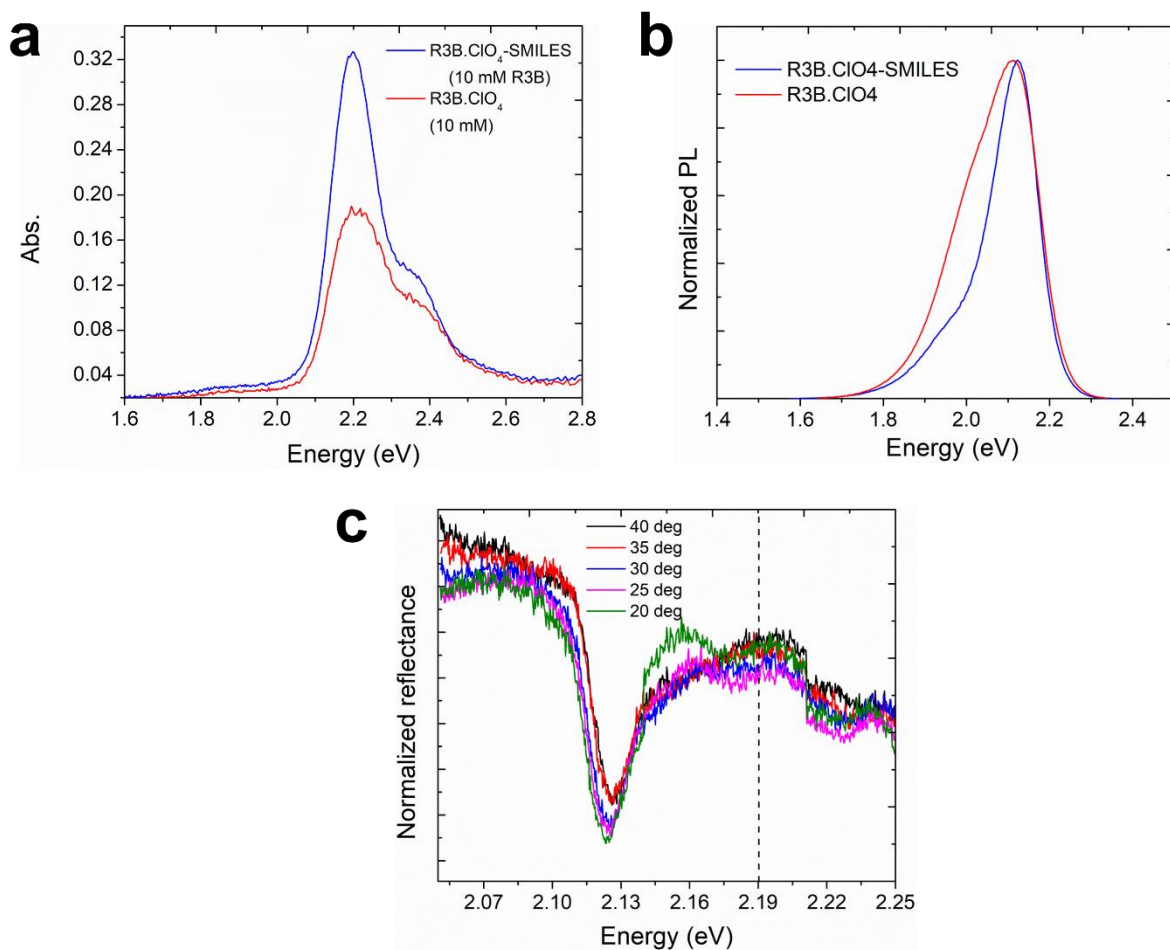 a
R3B.ClO₄-SMILES
(10 mM R3B)
R3B.ClO₄
(10 mM)
0.32
0.28
0.24
0.20
0.16
0.12
0.08
0.04
Abs.
1.6 1.8 2.0 2.2 2.4 2.6 2.8
Energy (eV)
b
R3B.ClO4-SMILES
R3B.ClO4
Normalized PL
1.4 1.6 1.8 2.0 2.2 2.4
Energy (eV)
c
40 deg
35 deg
30 deg
25 deg
20 deg
Normalized reflectance
2.07 2.10 2.13 2.16 2.19 2.22 2.25
Energy (eV)